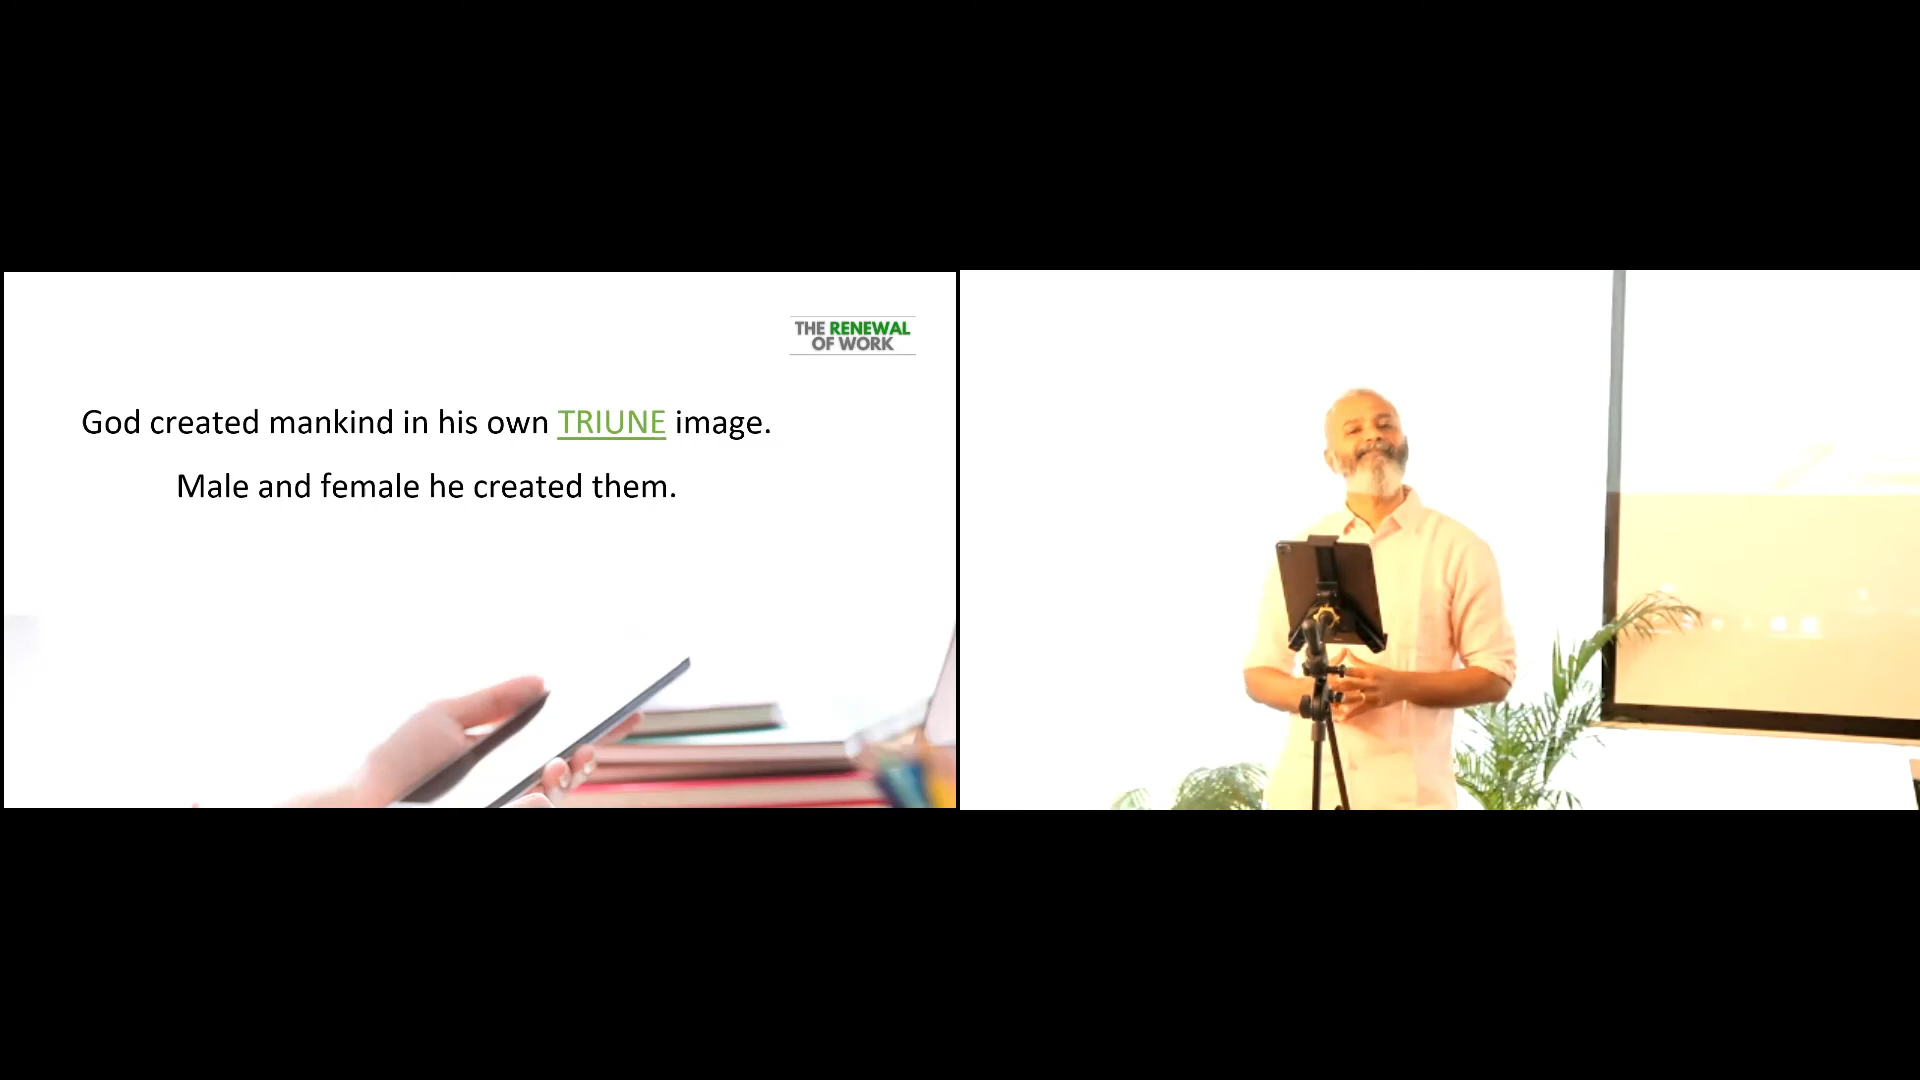 THE RENEWAL
OF WORK
God created mankind in his own TRIUNE image.
Male and female he created them.